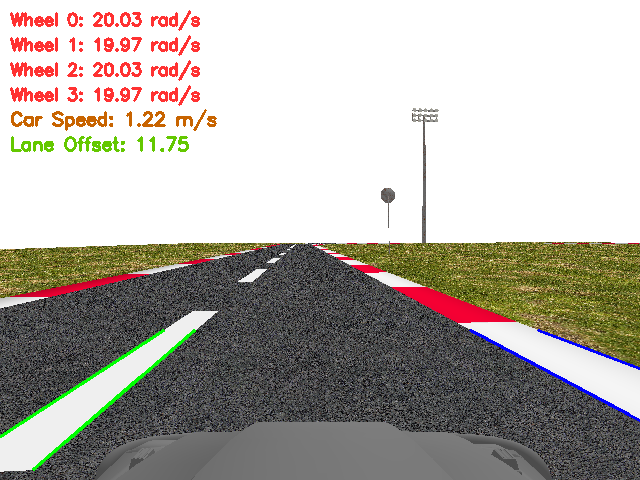 Wheel 0: 20.03 rad/s
Wheel 1: 19.97 rad/s
Wheel 2: 20.03 rad/s
Wheel 3: 19.97 rad/s
Car Speed: 1.22 m/s
Lane Offset: 11.75